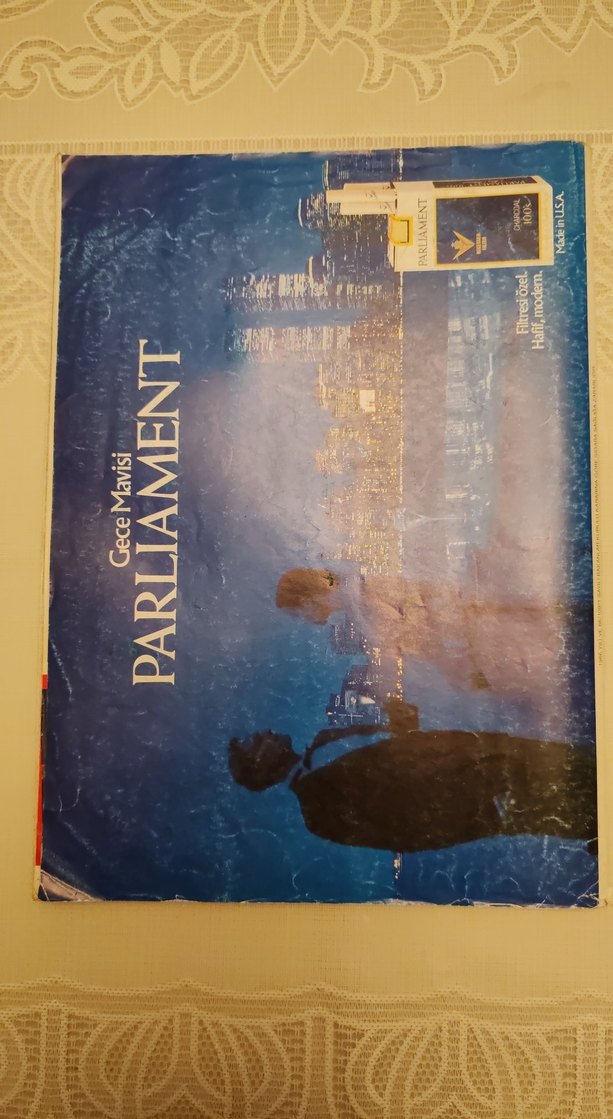 Gece Mavisi
PARLIAMENT
PARLIAMENT
CHARCOAL
100's
Filtresi özel.
Hafif, modern.
Made in U.S.A.